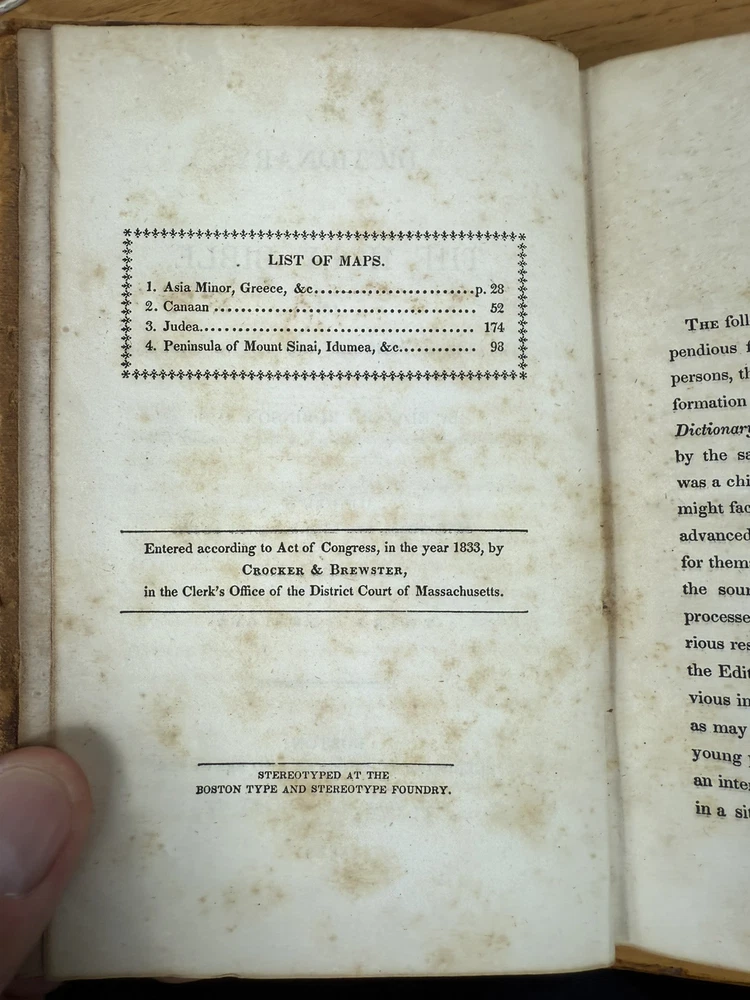 LIST OF MAPS.
1. Asia Minor, Greece, &c.......................p. 28
2. Canaan ...................................... 52
3. Judea........................................ 174
4. Peninsula of Mount Sinai, Idumea, &c............ 93
Entered according to Act of Congress, in the year 1833, by
CROCKER & BREWSTER,
in the Clerk's Office of the District Court of Massachusetts.
STEREOTYPED AT THE
BOSTON TYPE AND STEREOTYPE FOUNDRY.
THE foll
pendious f
persons, th
formation
Dictionary
by the sa
was a chi
might fac
advanced
for them
the sour
processe
rious res
the Edit
vious in
as may
young
an inte
in a si